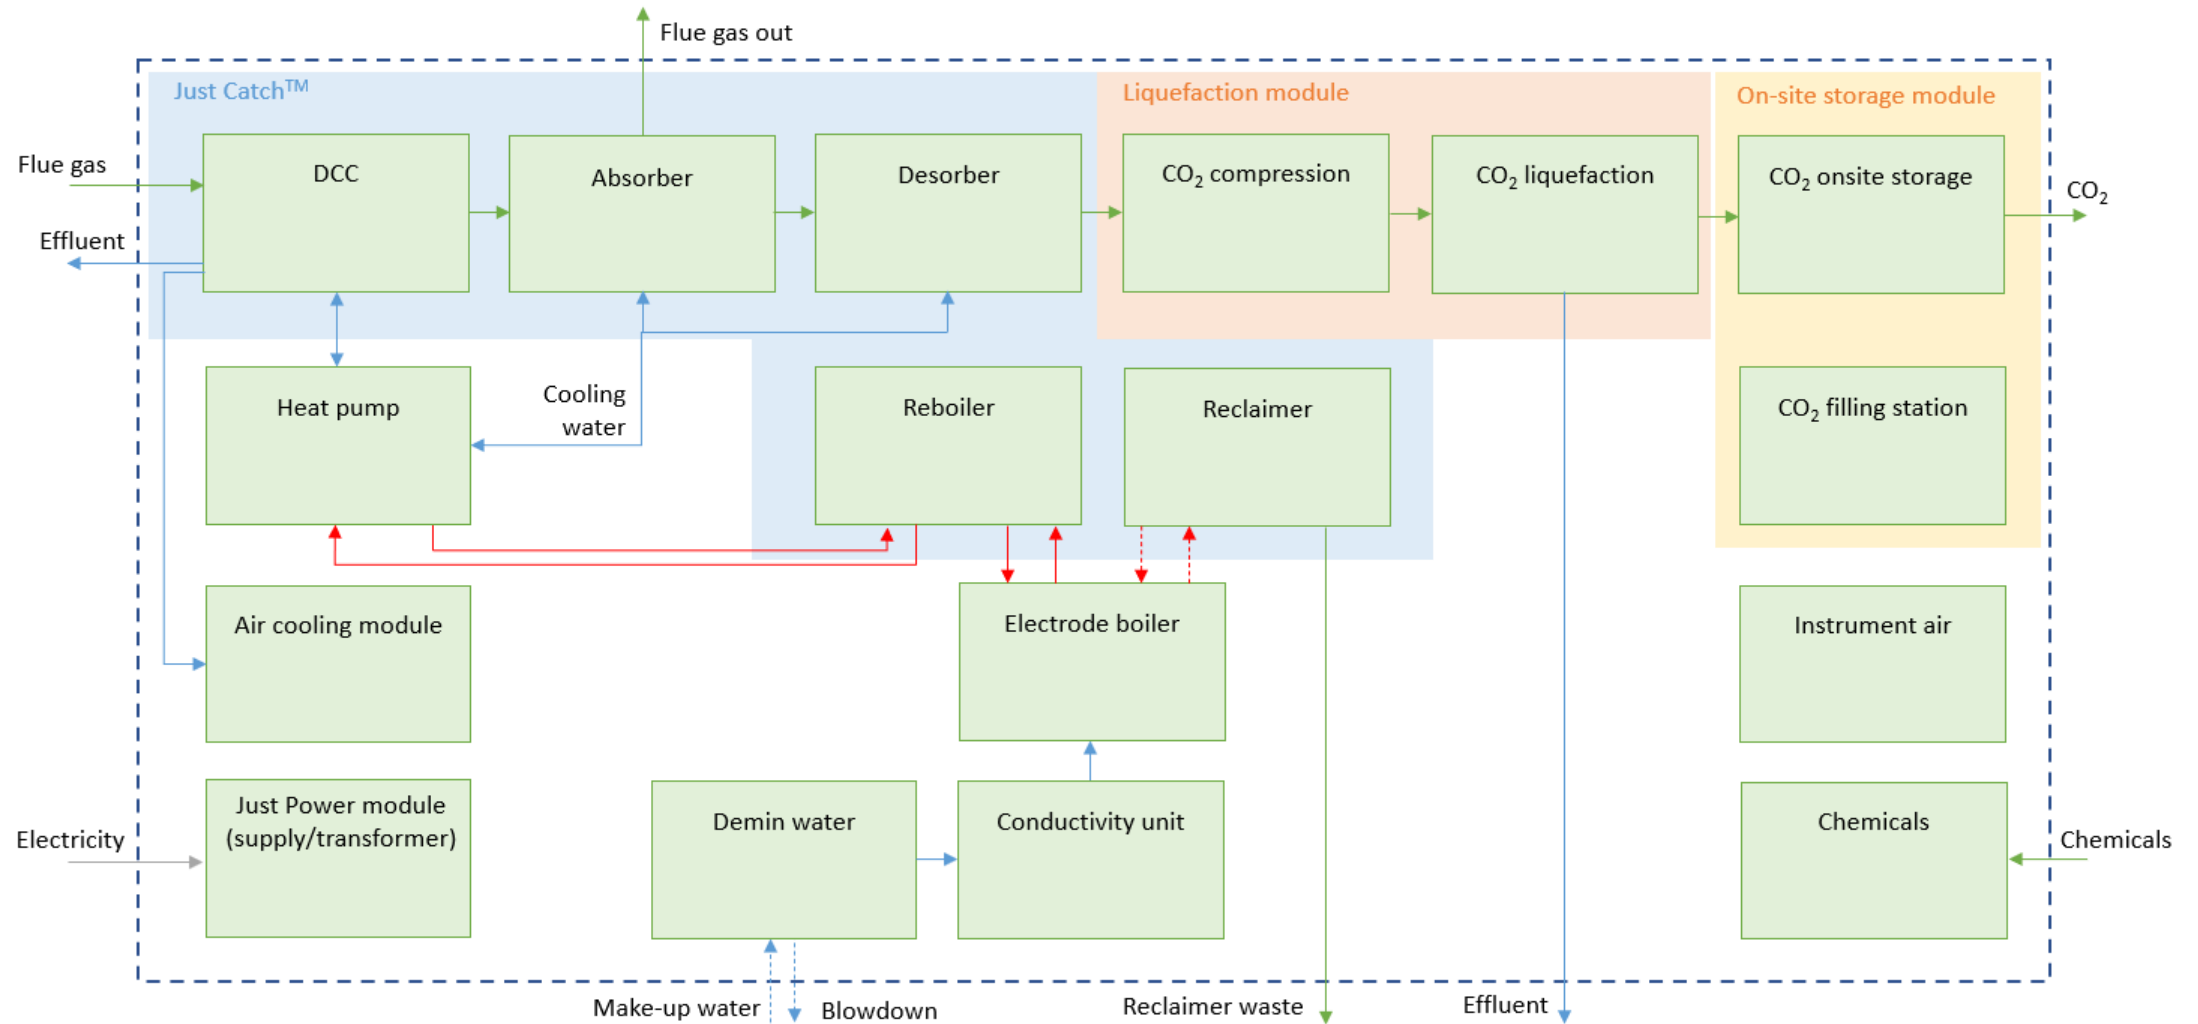 Flue gas out
Just Catch™
Liquefaction module
On-site storage module
Flue gas
DCC
Absorber
Desorber
CO₂ compression
CO₂ liquefaction
CO₂ onsite storage
CO₂
Effluent
Heat pump
Cooling
water
Reboiler
Reclaimer
CO₂ filling station
Air cooling module
Electrode boiler
Instrument air
Electricity
Just Power module
(supply/transformer)
Demin water
Conductivity unit
Chemicals
Chemicals
Make-up water
Blowdown
Reclaimer waste
Effluent